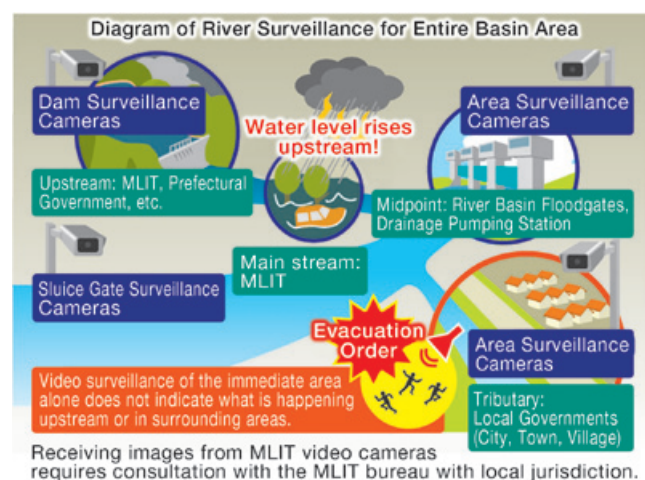 Diagram of River Surveillance for Entire Basin Area
Dam Surveillance
Cameras
Water level rises
upstream!
Area Surveillance
Cameras
Upstream: MLIT, Prefectural
Government, etc.
Midpoint: River Basin Floodgates,
Drainage Pumping Station
Main stream:
MLIT
Sluice Gate Surveillance
Cameras
Evacuation
Order
Area Surveillance
Cameras
Video surveillance of the immediate area
alone does not indicate what is happening
upstream or in surrounding areas.
Tributary:
Local Governments
(City, Town, Village)
Receiving images from MLIT video cameras
requires consultation with the MLIT bureau with local jurisdiction.